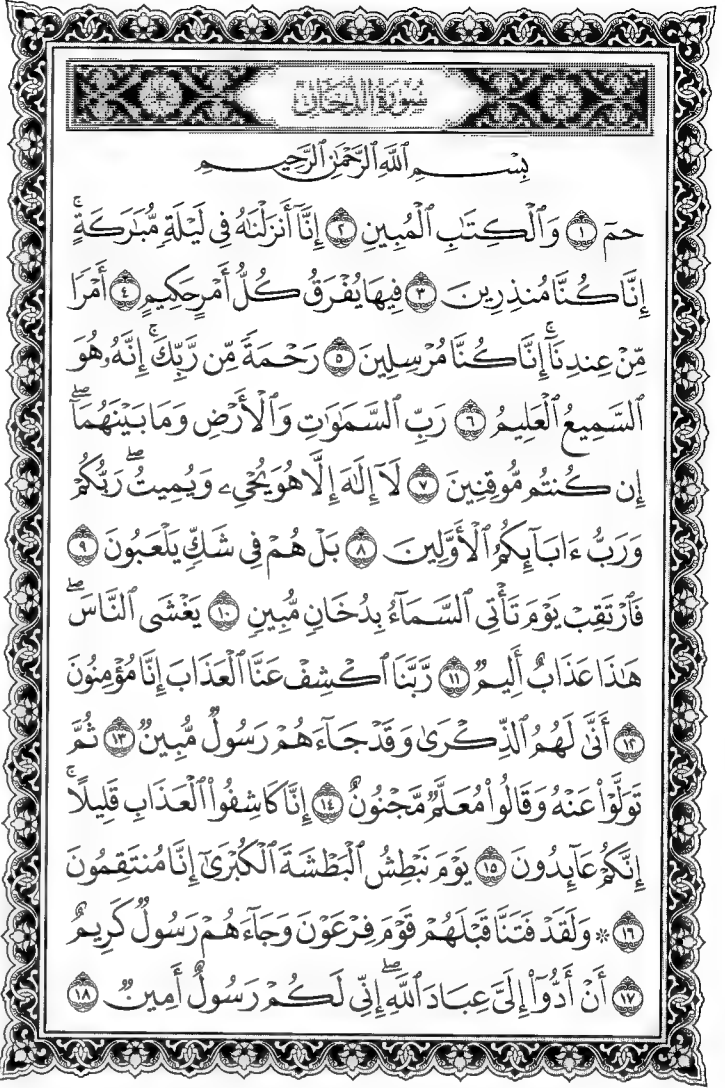 سُورَةُ الدُّخَانِ
بِسْمِ ٱللَّهِ ٱلرَّحْمَٰنِ ٱلرَّحِيمِ
حمٓ ١ وَٱلْكِتَٰبِ ٱلْمُبِينِ ٢ إِنَّآ أَنزَلْنَٰهُ فِى لَيْلَةٍ مُّبَٰرَكَةٍ ۚ
إِنَّا كُنَّا مُنذِرِينَ ٣ فِيهَا يُفْرَقُ كُلُّ أَمْرٍ حَكِيمٍ ٤ أَمْرًا
مِّنْ عِندِنَآ ۚ إِنَّا كُنَّا مُرْسِلِينَ ٥ رَحْمَةً مِّن رَّبِّكَ ۚ إِنَّهُۥ هُوَ
ٱلسَّمِيعُ ٱلْعَلِيمُ ٦ رَبِّ ٱلسَّمَٰوَٰتِ وَٱلْأَرْضِ وَمَا بَيْنَهُمَآ ۖ
إِن كُنتُم مُّوقِنِينَ ٧ لَآ إِلَٰهَ إِلَّا هُوَ يُحْىِۦ وَيُمِيتُ ۖ رَبُّكُمْ
وَرَبُّ ءَابَآئِكُمُ ٱلْأَوَّلِينَ ٨ بَلْ هُمْ فِى شَكٍّ يَلْعَبُونَ ٩
فَٱرْتَقِبْ يَوْمَ تَأْتِى ٱلسَّمَآءُ بِدُخَانٍ مُّبِينٍ ١٠ يَغْشَى ٱلنَّاسَ ۖ
هَٰذَا عَذَابٌ أَلِيمٌ ١١ رَّبَّنَا ٱكْشِفْ عَنَّا ٱلْعَذَابَ إِنَّا مُؤْمِنُونَ
١٢ أَنَّىٰ لَهُمُ ٱلذِّكْرَىٰ وَقَدْ جَآءَهُمْ رَسُولٌ مُّبِينٌ ١٣ ثُمَّ
تَوَلَّوْا۟ عَنْهُ وَقَالُوا۟ مُعَلَّمٌ مَّجْنُونٌ ١٤ إِنَّا كَاشِفُوا۟ ٱلْعَذَابِ قَلِيلًا ۚ
إِنَّكُمْ عَآئِدُونَ ١٥ يَوْمَ نَبْطِشُ ٱلْبَطْشَةَ ٱلْكُبْرَىٰٓ إِنَّا مُنتَقِمُونَ
١٦ ۞ وَلَقَدْ فَتَنَّا قَبْلَهُمْ قَوْمَ فِرْعَوْنَ وَجَآءَهُمْ رَسُولٌ كَرِيمٌ
١٧ أَنْ أَدُّوٓا۟ إِلَىَّ عِبَادَ ٱللَّهِ ۖ إِنِّى لَكُمْ رَسُولٌ أَمِينٌ ١٨